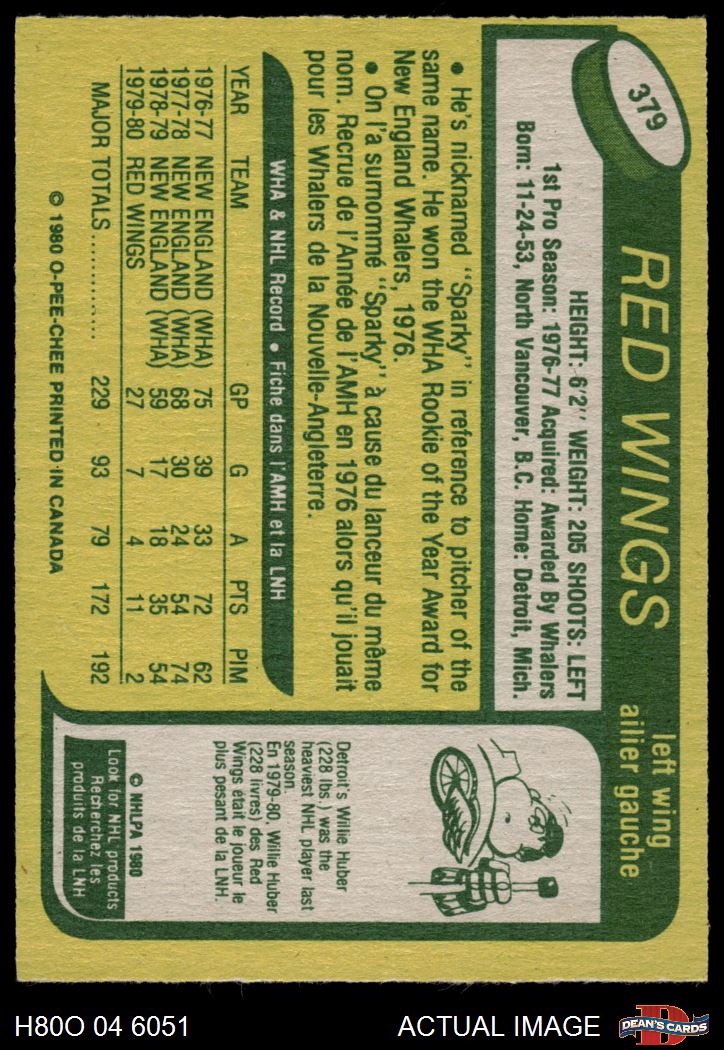 379
RED WINGS
left wing
ailier gauche
HEIGHT: 6'2" WEIGHT: 205 SHOOTS: LEFT
1st Pro Season: 1976-77 Acquired: Awarded By Whalers
Born: 11-24-53, North Vancouver, B.C. Home: Detroit, Mich.
• He's nicknamed "Sparky" in reference to pitcher of the
same name. He won the WHA Rookie of the Year Award for
New England Whalers, 1976.
• On l'a surnommé "Sparky" à cause du lanceur du même
nom. Recrue de l'Année de l'AMH en 1976 alors qu'il jouait
pour les Whalers de la Nouvelle-Angleterre.
WHA & NHL Record • Fiche dans l'AMH et la LNH
YEAR TEAM GP G A PTS PIM
1976-77 NEW ENGLAND (WHA) 75 39 33 72 62
1977-78 NEW ENGLAND (WHA) 68 30 24 54 74
1978-79 NEW ENGLAND (WHA) 59 17 18 35 54
1979-80 RED WINGS 27 7 4 11 2
MAJOR TOTALS ............. 229 93 79 172 192
© 1980 O-PEE-CHEE PRINTED IN CANADA
Detroit's Willie Huber
(228 lbs.) was the
heaviest NHL player last
season.
En 1979-80, Willie Huber
(228 livres) des Red
Wings était le joueur le
plus pesant de la LNH.
© NHLPA 1980
Look for NHL products
Recherchez les
produits de la LNH
H80O 04 6051
ACTUAL IMAGE
D
DEAN'S CARDS